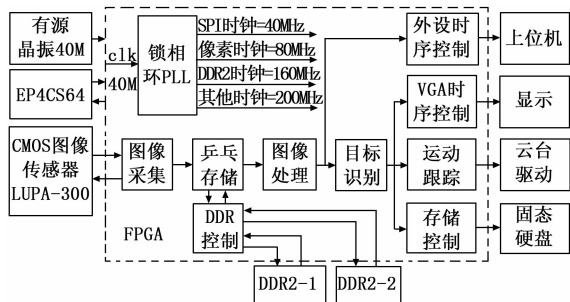 有源
晶振40M
EP4CS64
CMOS图像
传感器
LUPA-300
clk
40M
锁相
环PLL
SPI时钟=40MHz
像素时钟=80MHz
DDR2时钟=160MHz
其他时钟=200MHz
图像
采集
乒乓
存储
图像
处理
目标
识别
DDR
控制
FPGA
DDR2-1
DDR2-2
外设时
序控制
VGA时
序控制
运动
跟踪
存储
控制
上位机
显示
云台
驱动
固态
硬盘